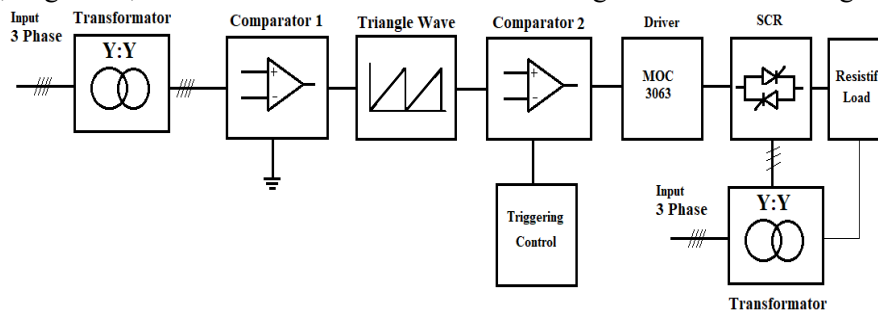 Input
3 Phase
Transformator
Y:Y
Comparator 1
+
−
Triangle Wave
Comparator 2
+
−
Triggering
Control
Driver
MOC
3063
SCR
Resistif
Load
Input
3 Phase
Y:Y
Transformator